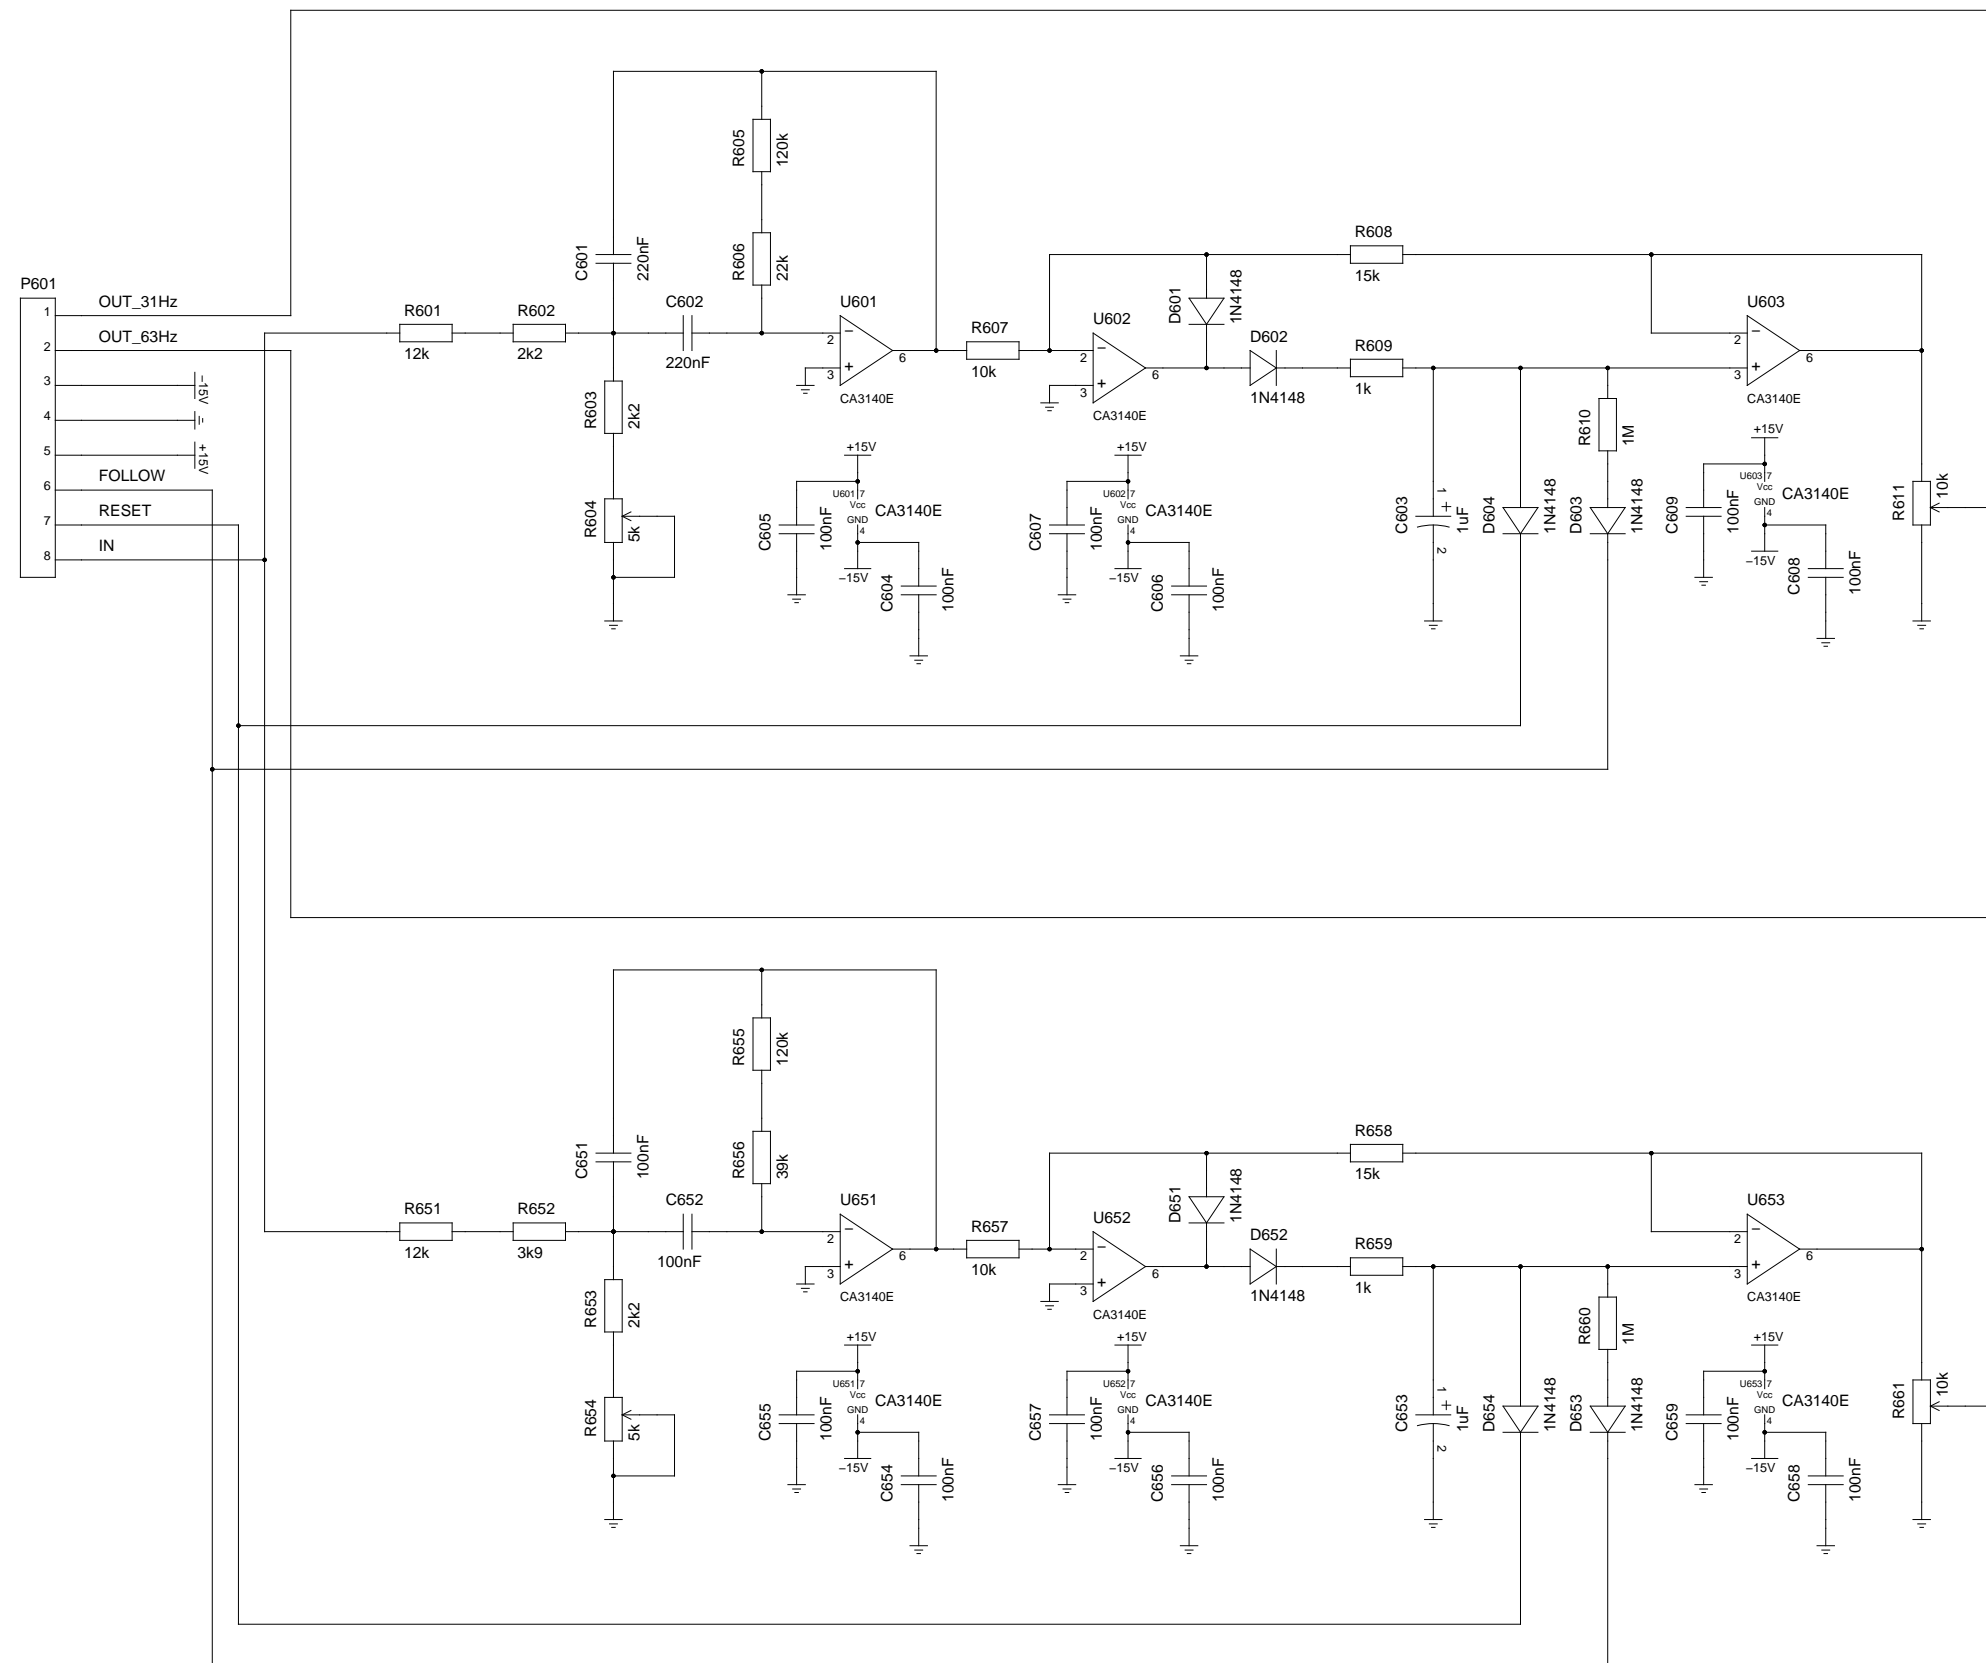 P601
1 OUT_31Hz
2 OUT_63Hz
3 −15V
4 =
5 +15V
6 FOLLOW
7 RESET
8 IN
R601
12k
R602
2k2
C601
220nF
R605
120k
R606
22k
C602
220nF
R603
2k2
R604
5k
U601
2 −
3 +
6
CA3140E
R607
10k
U602
2 −
3 +
6
CA3140E
D601
1N4148
D602
1N4148
R608
15k
R609
1k
U603
2 −
3 +
6
CA3140E
C603
1 +
1uF
2
D604
1N4148
R610
1M
D603
1N4148
R611
10k
+15V
U601 7
Vcc
GND
4
CA3140E
−15V
C605
100nF
C604
100nF
+15V
U602 7
Vcc
GND
4
CA3140E
−15V
C607
100nF
C606
100nF
+15V
U603 7
Vcc
GND
4
CA3140E
−15V
C609
100nF
C608
100nF
R651
12k
R652
3k9
C651
100nF
R655
120k
R656
39k
C652
100nF
R653
2k2
R654
5k
U651
2 −
3 +
6
CA3140E
R657
10k
U652
2 −
3 +
6
CA3140E
D651
1N4148
D652
1N4148
R658
15k
R659
1k
U653
2 −
3 +
6
CA3140E
C653
1 +
1uF
2
D654
1N4148
R660
1M
D653
1N4148
R661
10k
+15V
U651 7
Vcc
GND
4
CA3140E
−15V
C655
100nF
C654
100nF
+15V
U652 7
Vcc
GND
4
CA3140E
−15V
C657
100nF
C656
100nF
+15V
U653 7
Vcc
GND
4
CA3140E
−15V
C659
100nF
C658
100nF